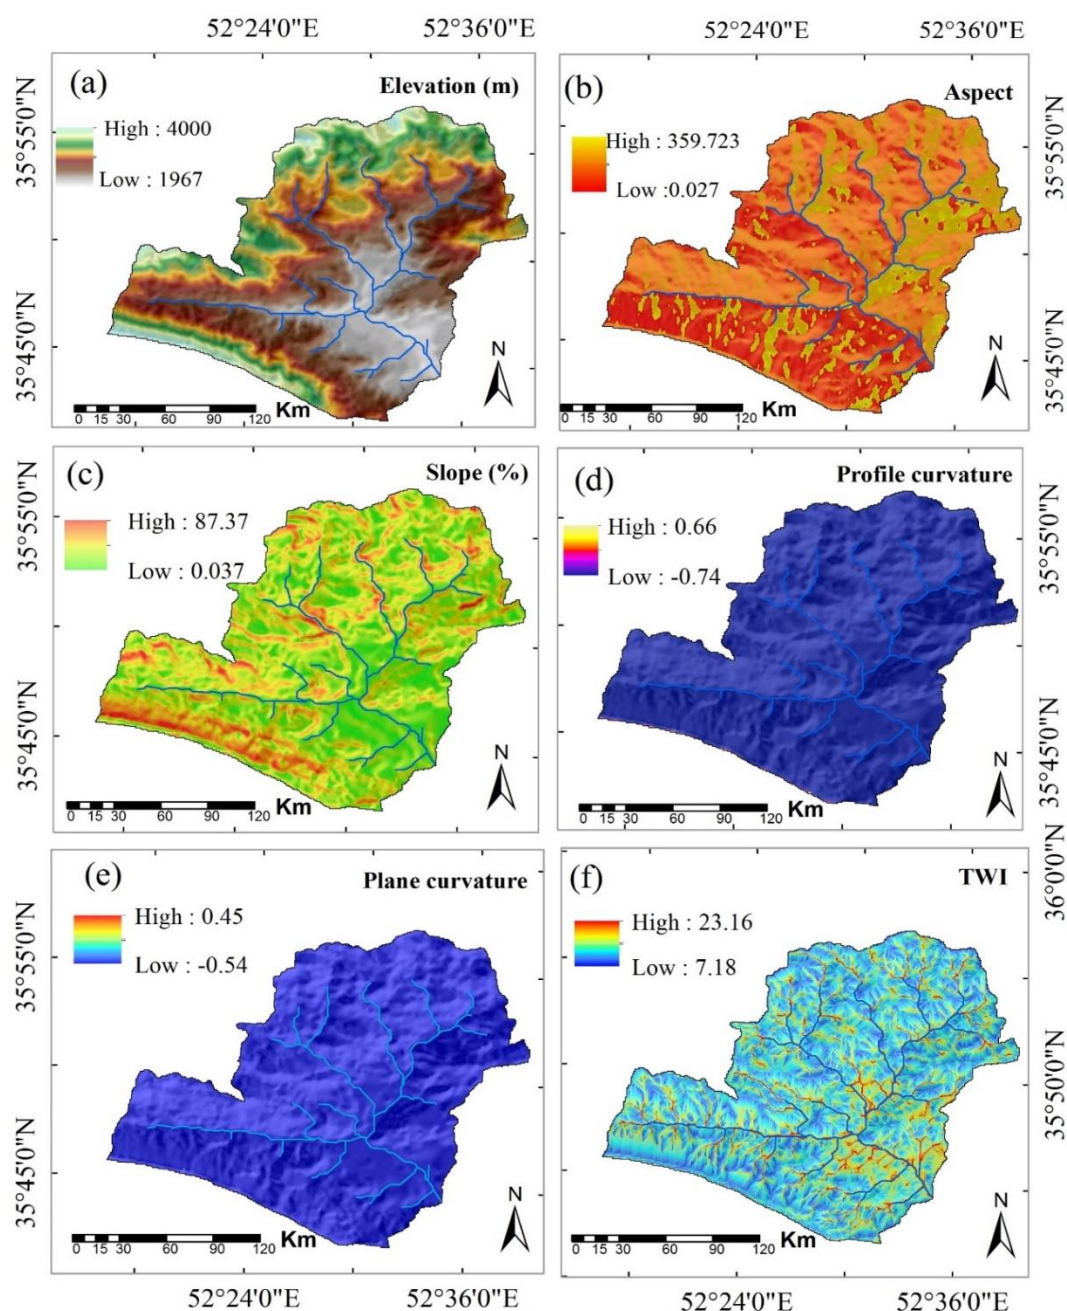 52°24'0"E 52°36'0"E 52°24'0"E 52°36'0"E
(a) Elevation (m)
High : 4000
Low : 1967
35°55'0"N
35°45'0"N
0 15 30 60 90 120 Km
N
(b) Aspect
High : 359.723
Low :0.027
35°55'0"N
35°45'0"N
0 15 30 60 90 120 Km
N
(c) Slope (%)
High : 87.37
Low : 0.037
35°55'0"N
35°45'0"N
0 15 30 60 90 120 Km
N
(d) Profile curvature
High : 0.66
Low : -0.74
35°55'0"N
35°45'0"N
0 15 30 60 90 120 Km
N
(e) Plane curvature
High : 0.45
Low : -0.54
35°55'0"N
35°45'0"N
0 15 30 60 90 120 Km
N
(f) TWI
High : 23.16
Low : 7.18
36°0'0"N
35°50'0"N
0 15 30 60 90 120 Km
N
52°24'0"E 52°36'0"E 52°24'0"E 52°36'0"E